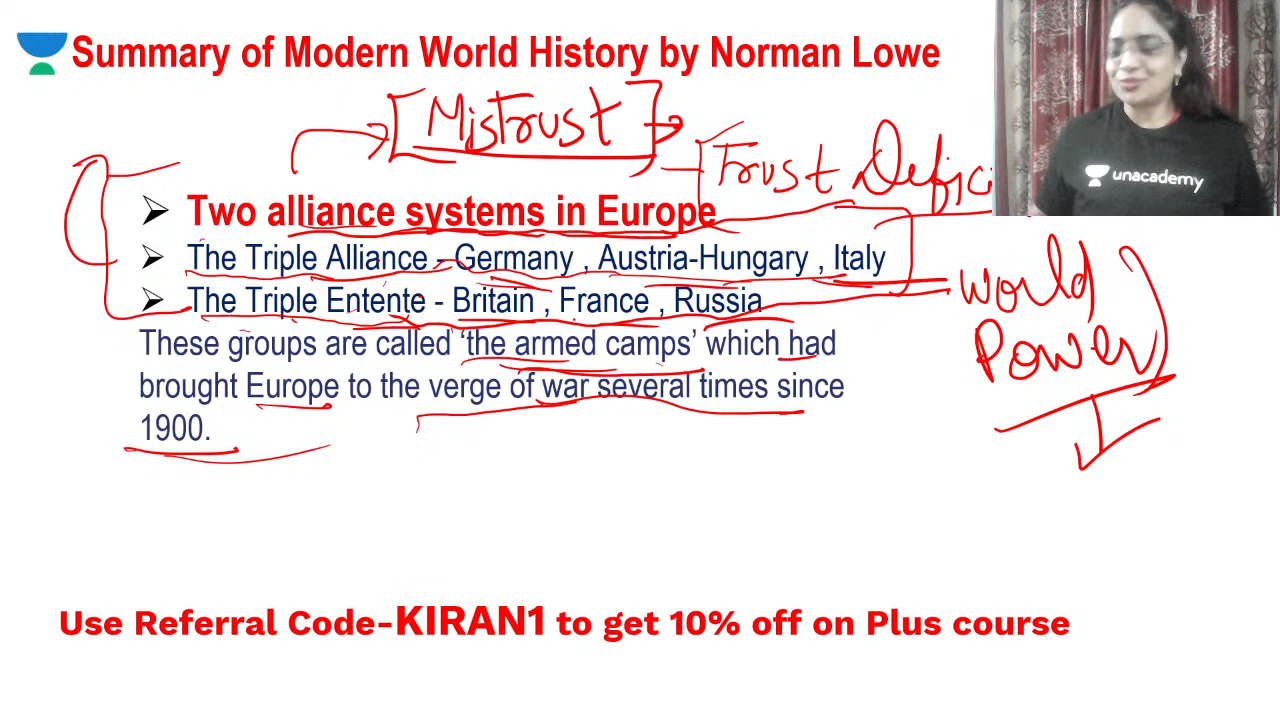 Summary of Modern World History by Norman Lowe
[Mistrust]
Trust Defici
unacademy
➢ Two alliance systems in Europe
➢ The Triple Alliance - Germany , Austria-Hungary , Italy
➢ The Triple Entente - Britain , France , Russia
World
Power
These groups are called ‘the armed camps’ which had
brought Europe to the verge of war several times since
1900.
Use Referral Code-KIRAN1 to get 10% off on Plus course